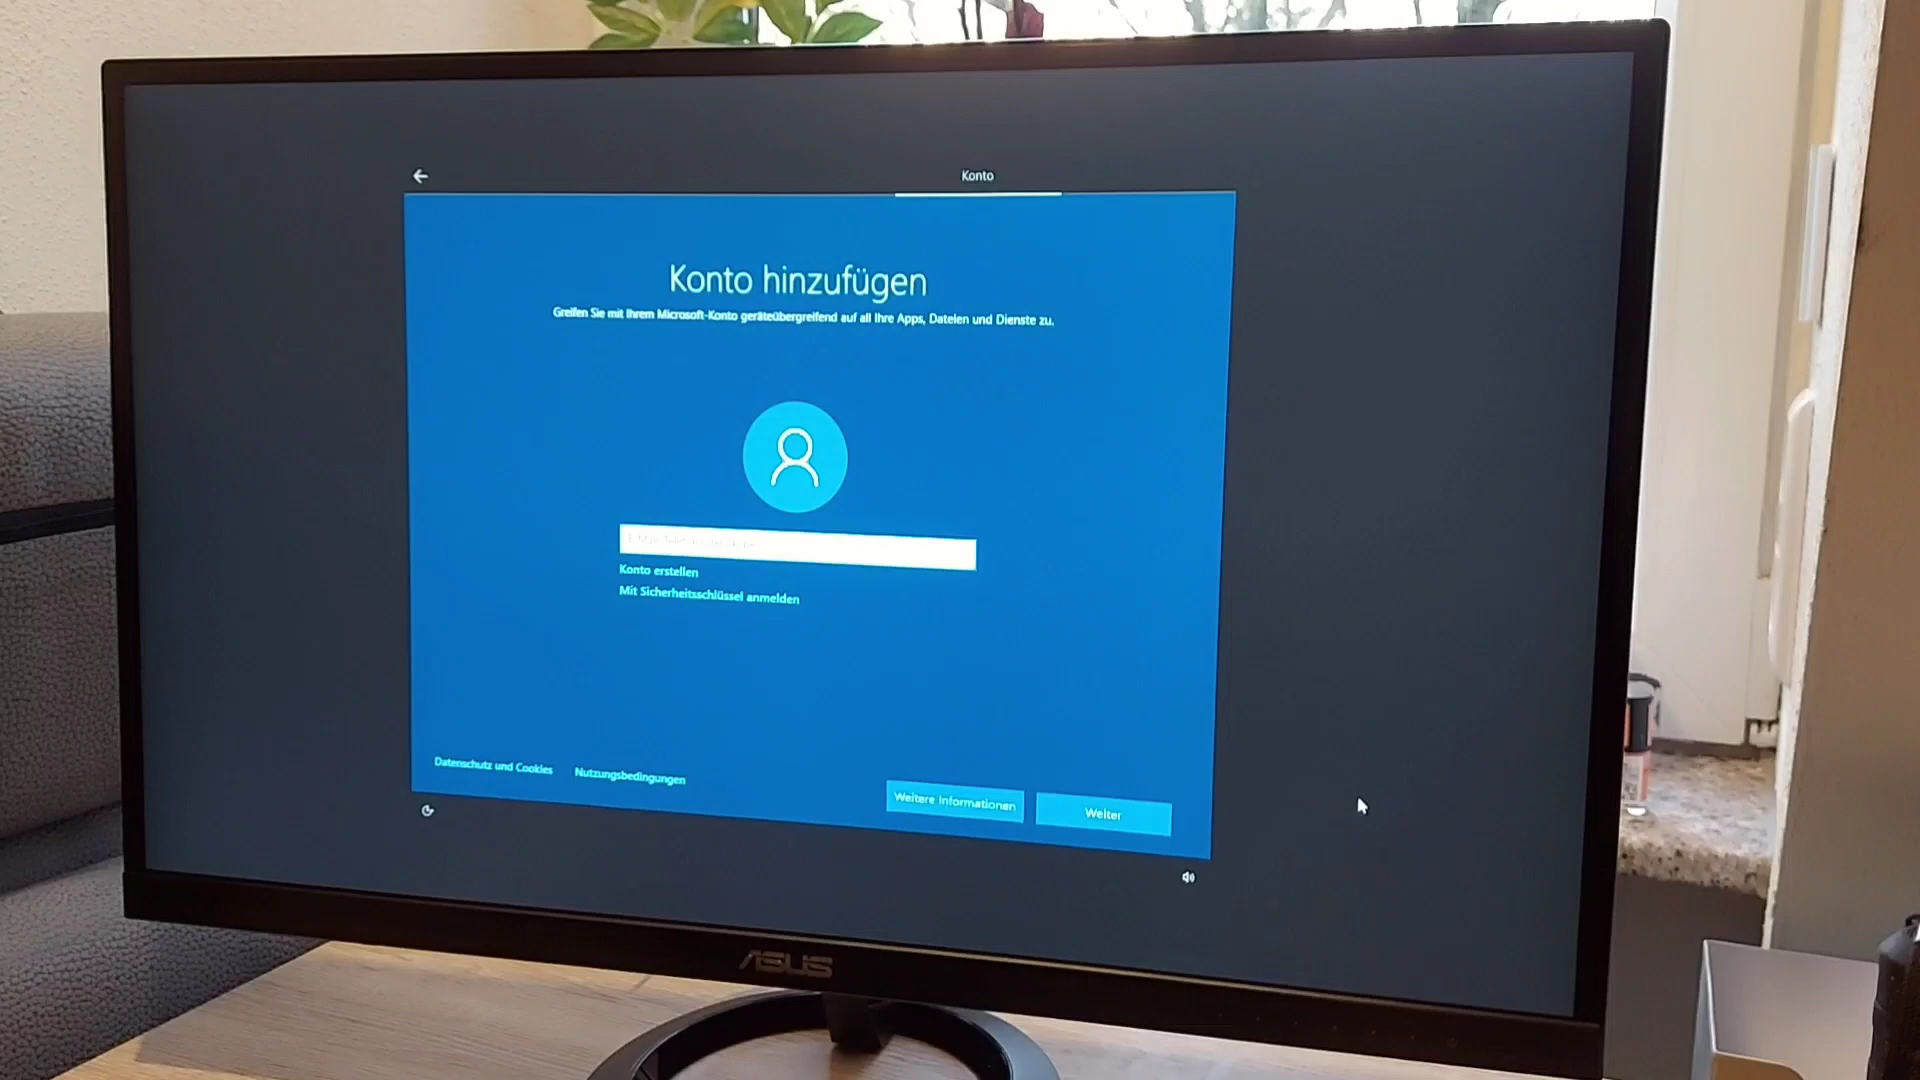 Konto
Konto hinzufügen
Greifen Sie mit Ihrem Microsoft-Konto geräteübergreifend auf all Ihre Apps, Dateien und Dienste zu.
Konto erstellen
Mit Sicherheitsschlüssel anmelden
Datenschutz und Cookies
Nutzungsbedingungen
Weitere Informationen
Weiter
ASUS